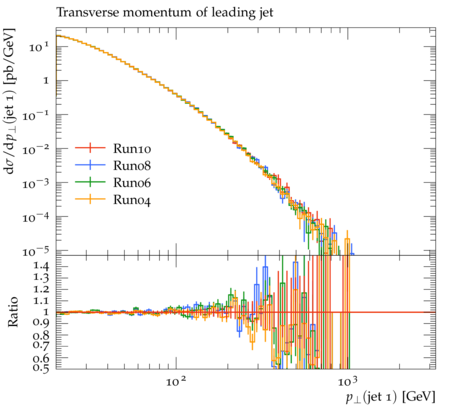 Transverse momentum of leading jet
dσ/dp⊥(jet 1) [pb/GeV]
10¹
1
10⁻¹
10⁻²
10⁻³
10⁻⁴
10⁻⁵
Run10
Run08
Run06
Run04
Ratio
1.4
1.3
1.2
1.1
1
0.9
0.8
0.7
0.6
0.5
10²
10³
p⊥(jet 1) [GeV]